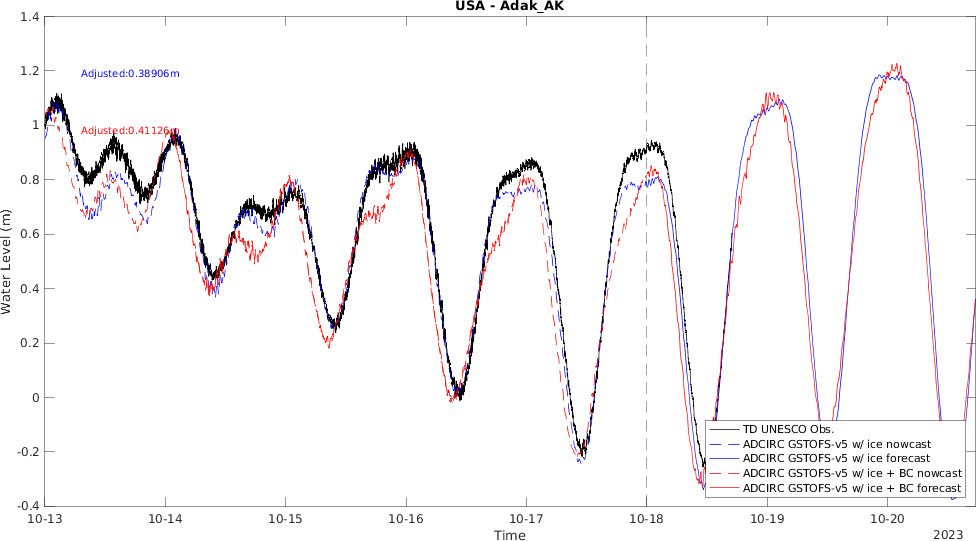 USA - Adak_AK
1.4
1.2
1
0.8
0.6
0.4
0.2
0
-0.2
-0.4
Water Level (m)
Adjusted:0.38906m
Adjusted:0.41126m
TD UNESCO Obs.
ADCIRC GSTOFS-v5 w/ ice nowcast
ADCIRC GSTOFS-v5 w/ ice forecast
ADCIRC GSTOFS-v5 w/ ice + BC nowcast
ADCIRC GSTOFS-v5 w/ ice + BC forecast
10-13 10-14 10-15 10-16 10-17 10-18 10-19 10-20
Time
2023